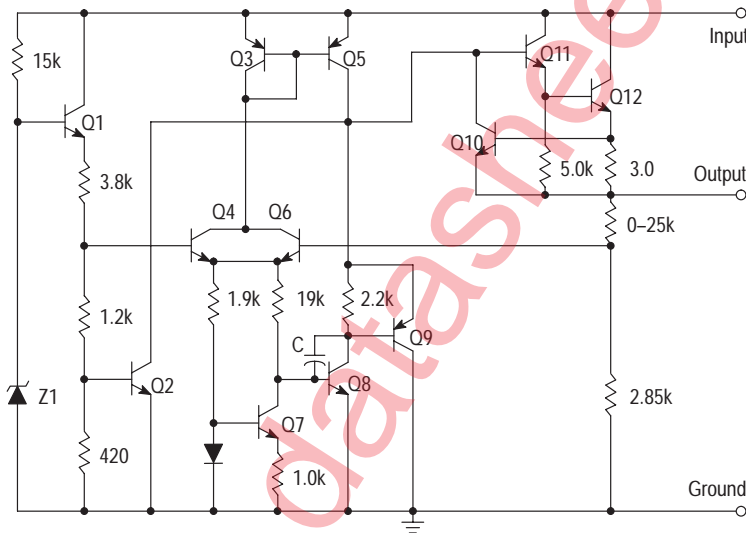 Input
Q3
Q5
Q11
15k
Q12
Q1
Q10
3.8k
5.0k
3.0
Output
Q4
Q6
0–25k
1.9k
19k
2.2k
1.2k
C
Q9
Z1
Q2
Q8
2.85k
Q7
420
1.0k
Ground
datashee